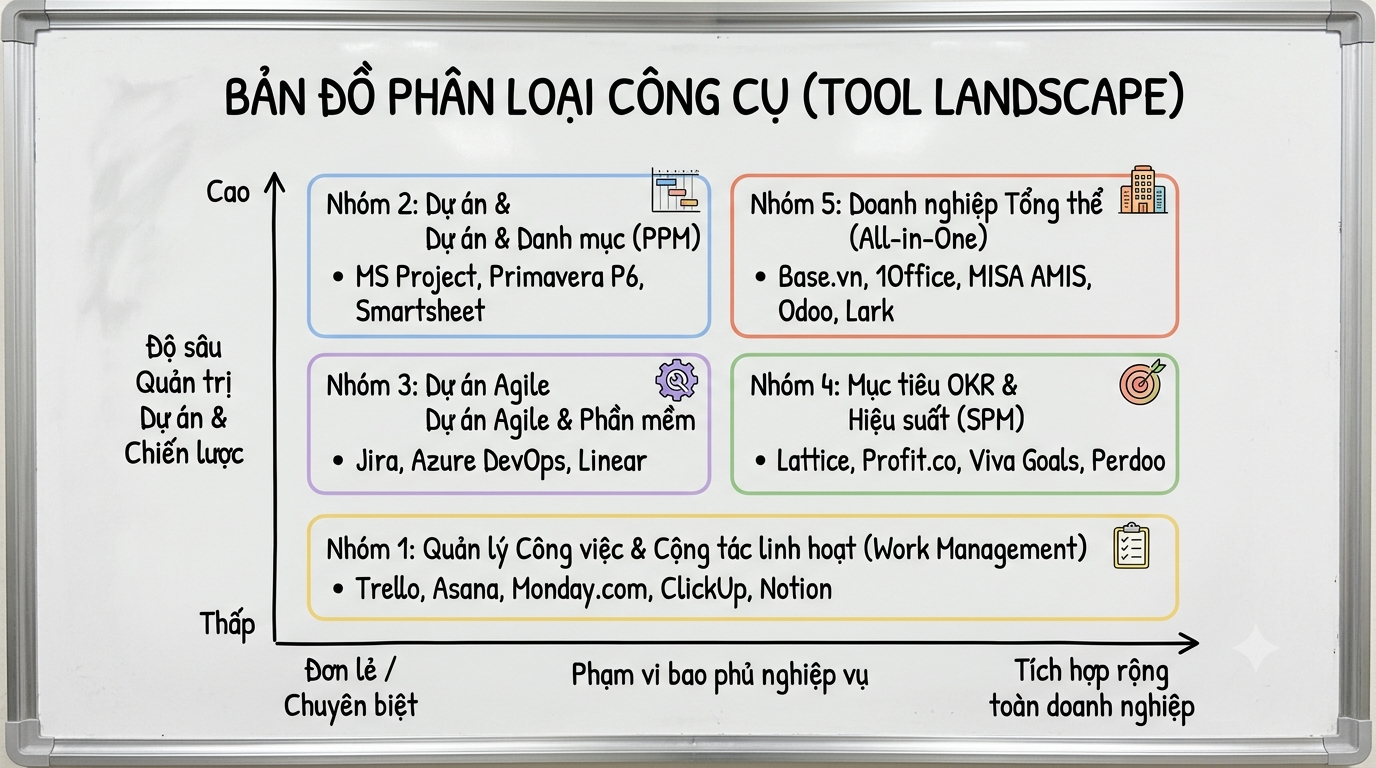 BẢN ĐỒ PHÂN LOẠI CÔNG CỤ (TOOL LANDSCAPE)
Cao
Độ sâu
Quản trị
Dự án &
Chiến lược
Thấp
Nhóm 2: Dự án &
Dự án & Danh mục (PPM)
• MS Project, Primavera P6,
Smartsheet
Nhóm 5: Doanh nghiệp Tổng thể
(All-in-One)
• Base.vn, 1Office, MISA AMIS,
Odoo, Lark
Nhóm 3: Dự án Agile
Dự án Agile & Phần mềm
• Jira, Azure DevOps, Linear
Nhóm 4: Mục tiêu OKR &
Hiệu suất (SPM)
• Lattice, Profit.co, Viva Goals, Perdoo
Nhóm 1: Quản lý Công việc & Cộng tác linh hoạt (Work Management)
• Trello, Asana, Monday.com, ClickUp, Notion
Đơn lẻ /
Chuyên biệt
Phạm vi bao phủ nghiệp vụ
Tích hợp rộng
toàn doanh nghiệp